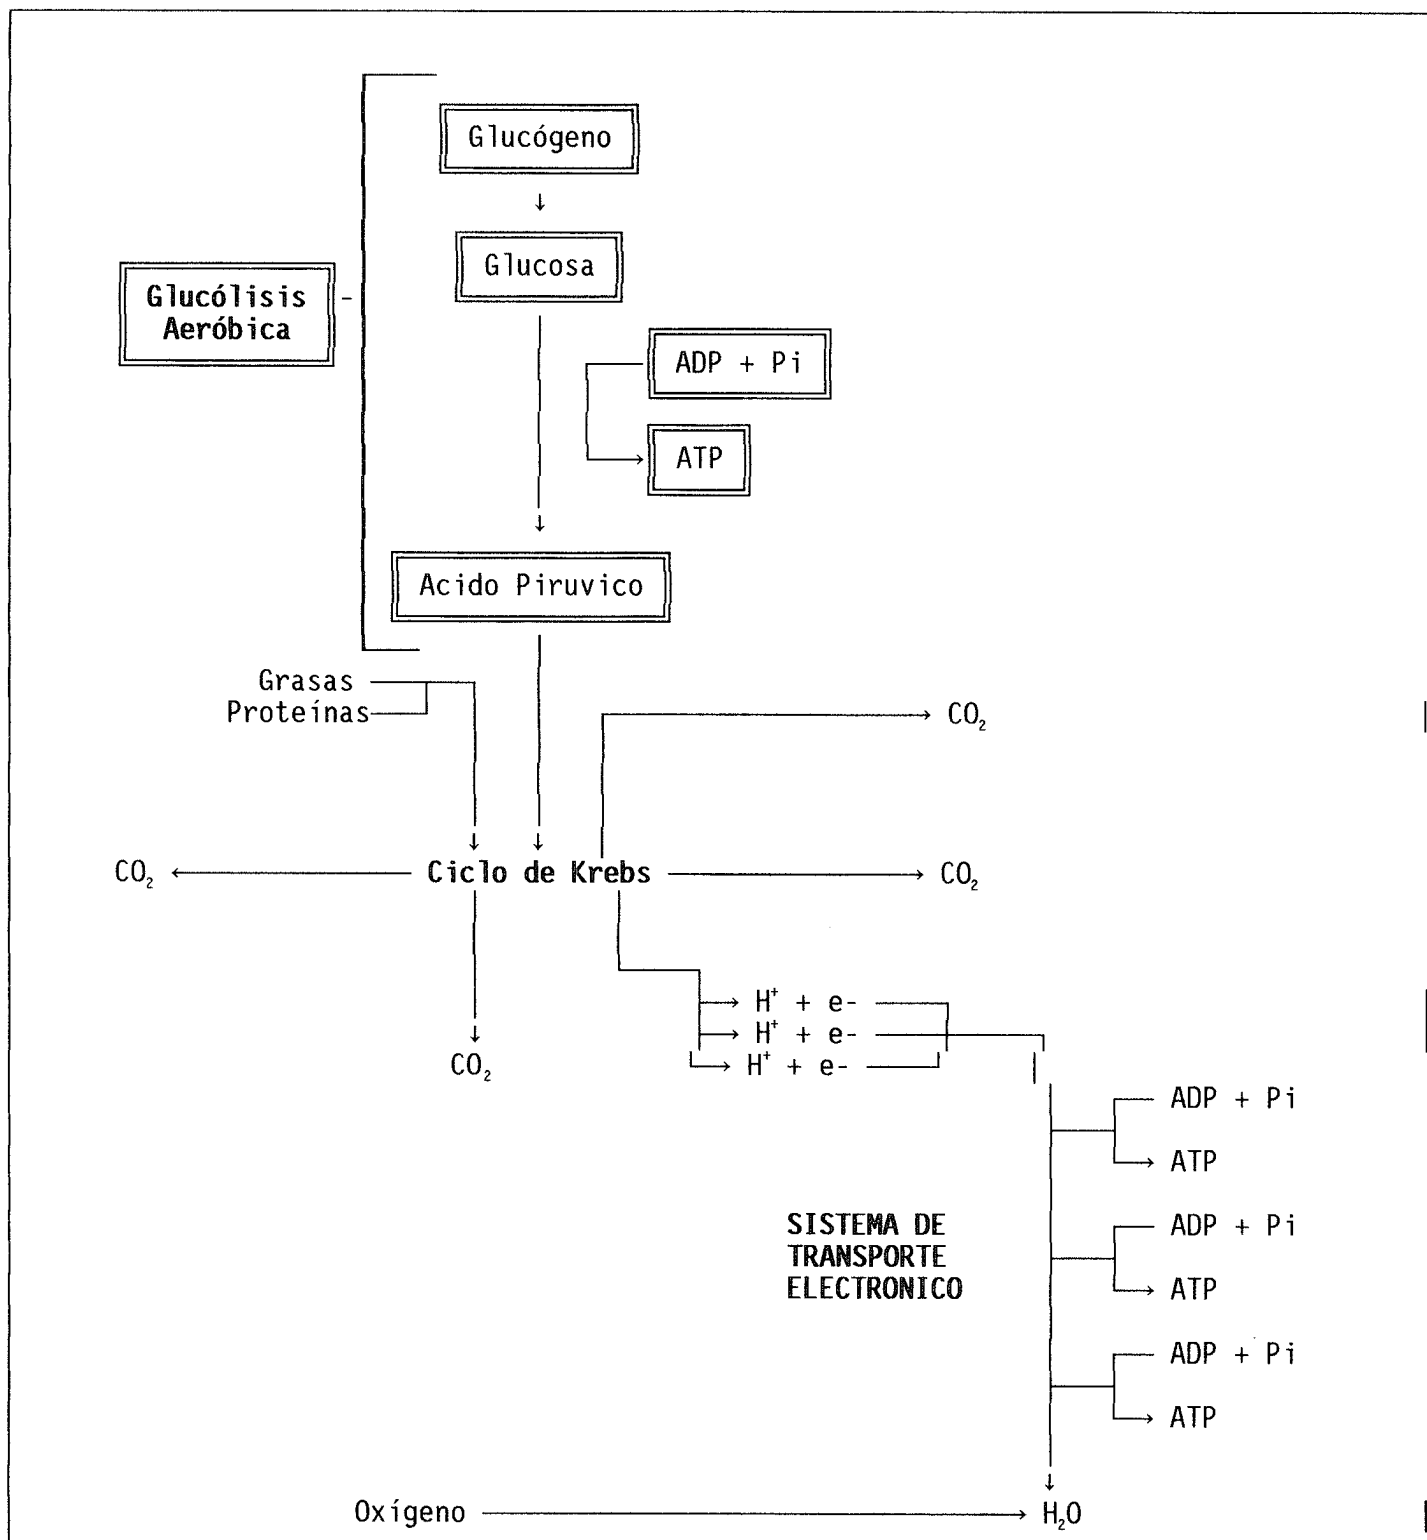 Glucógeno
↓
Glucosa
Glucólisis
Aeróbica
ADP + Pi
ATP
↓
Acido Piruvico
Grasas
Proteínas
CO₂
CO₂ ← Ciclo de Krebs → CO₂
H⁺ + e-
H⁺ + e-
CO₂
H⁺ + e-
ADP + Pi
ATP
SISTEMA DE
TRANSPORTE
ELECTRONICO
ADP + Pi
ATP
ADP + Pi
ATP
Oxígeno → H₂O